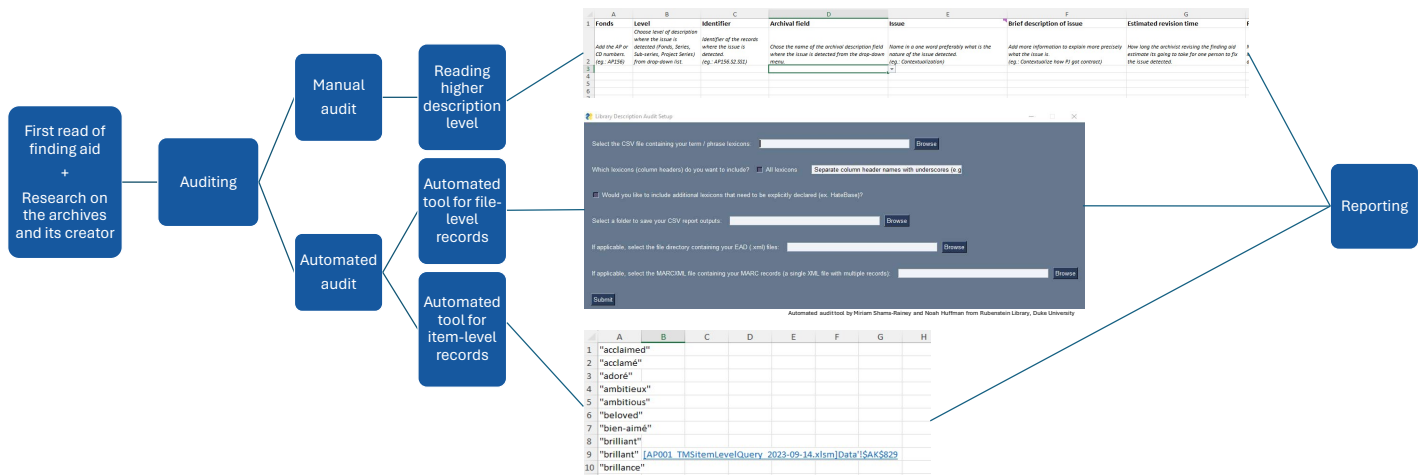 First read of
finding aid
+
Research on
the archives
and its creator
Auditing
Manual
audit
Automated
audit
Reading
higher
description
level
Automated
tool for file-
level
records
Automated
tool for
item-level
records
A B C D E F G
1 Fonds Level Identifier Archival field Issue Brief description of issue Estimated revision time F
Add the AP or
CD numbers.
(eg.: AP156)
Choose level of description
where the issue is
detected (Fonds, Series,
Sub-series, Project Series)
from drop-down list.
Identifier of the records
where the issue is
detected.
(eg.: AP156.S2.SS1)
Chose the name of the archival description field
where the issue is detected from the drop-down
menu.
Name in a one word preferably what is the
nature of the issue detected.
(eg.: Contextualization)
Add more information to explain more precisely
what the issue is.
(eg.: Contextualize how PJ got contract)
How long the archivist revising the finding aid
estimate its going to take for one person to fix
the issue detected.
2
3
4
5
6
Library Description Audit Setup
Select the CSV file containing your term / phrase lexicons: Browse
Which lexicons (column headers) do you want to include? All lexicons Separate column header names with underscores (e.g
Would you like to include additional lexicons that need to be explicitly declared (ex. HateBase)?
Select a folder to save your CSV report outputs: Browse
If applicable, select the file directory containing your EAD (.xml) files: Browse
If applicable, select the MARCXML file containing your MARC records (a single XML file with multiple records): Browse
Submit
Automated audit tool by Miriam Shams-Rainey and Noah Huffman from Rubenstein Library, Duke University
A B C D E F G H
1 "acclaimed"
2 "acclamé"
3 "adoré"
4 "ambitieux"
5 "ambitious"
6 "beloved"
7 "bien-aimé"
8 "brilliant"
9 "brillant" [AP001_TMSitemLevelQuery_2023-09-14.xlsm]Data'!$AK$829
10 "brillance"
Reporting